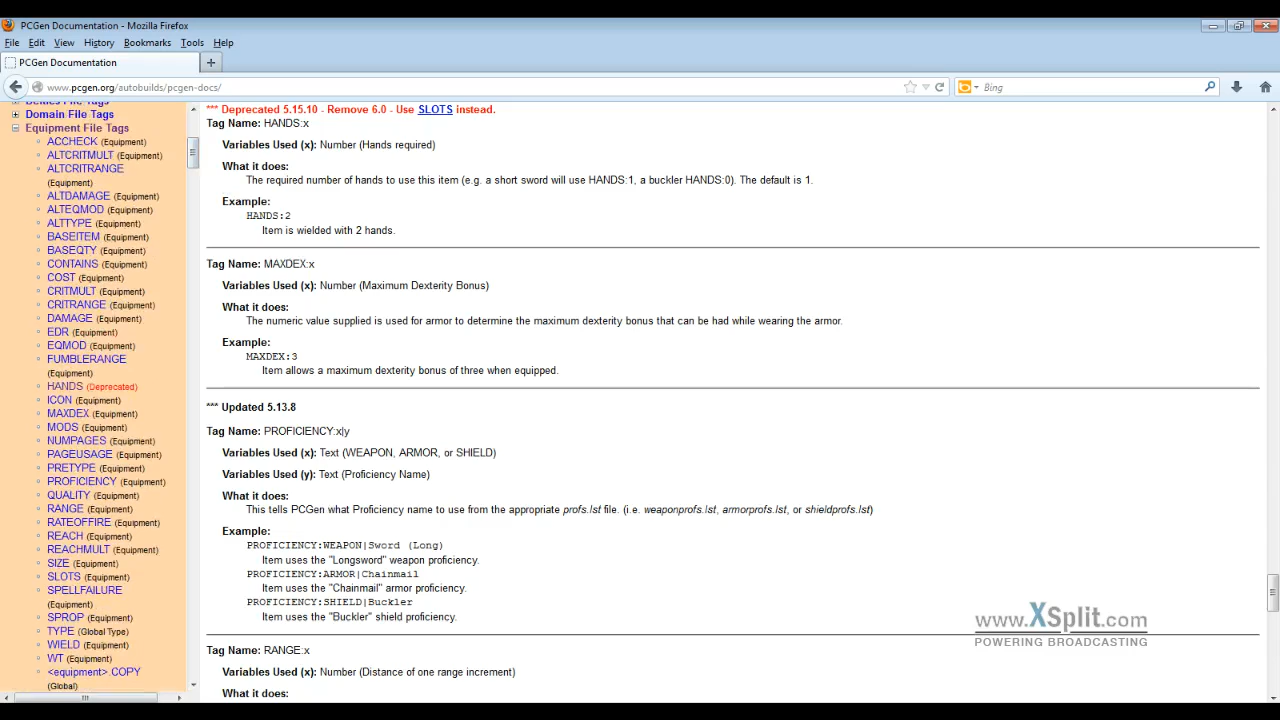 PCGen Documentation - Mozilla Firefox
File Edit View History Bookmarks Tools Help
PCGen Documentation
www.pcgen.org/autobuilds/pcgen-docs/
Bing
Deities File Tags
Domain File Tags
Equipment File Tags
ACCHECK (Equipment)
ALTCRITMULT (Equipment)
ALTCRITRANGE
(Equipment)
ALTDAMAGE (Equipment)
ALTEQMOD (Equipment)
ALTTYPE (Equipment)
BASEITEM (Equipment)
BASEQTY (Equipment)
CONTAINS (Equipment)
COST (Equipment)
CRITMULT (Equipment)
CRITRANGE (Equipment)
DAMAGE (Equipment)
EDR (Equipment)
EQMOD (Equipment)
FUMBLERANGE
(Equipment)
HANDS (Deprecated)
ICON (Equipment)
MAXDEX (Equipment)
MODS (Equipment)
NUMPAGES (Equipment)
PAGEUSAGE (Equipment)
PRETYPE (Equipment)
PROFICIENCY (Equipment)
QUALITY (Equipment)
RANGE (Equipment)
RATEOFFIRE (Equipment)
REACH (Equipment)
REACHMULT (Equipment)
SIZE (Equipment)
SLOTS (Equipment)
SPELLFAILURE
(Equipment)
SPROP (Equipment)
TYPE (Global Type)
WIELD (Equipment)
WT (Equipment)
<equipment>.COPY
(Global)
*** Deprecated 5.15.10 - Remove 6.0 - Use SLOTS instead.
Tag Name: HANDS:x
Variables Used (x): Number (Hands required)
What it does:
The required number of hands to use this item (e.g. a short sword will use HANDS:1, a buckler HANDS:0). The default is 1.
Example:
HANDS:2
Item is wielded with 2 hands.
Tag Name: MAXDEX:x
Variables Used (x): Number (Maximum Dexterity Bonus)
What it does:
The numeric value supplied is used for armor to determine the maximum dexterity bonus that can be had while wearing the armor.
Example:
MAXDEX:3
Item allows a maximum dexterity bonus of three when equipped.
*** Updated 5.13.8
Tag Name: PROFICIENCY:x|y
Variables Used (x): Text (WEAPON, ARMOR, or SHIELD)
Variables Used (y): Text (Proficiency Name)
What it does:
This tells PCGen what Proficiency name to use from the appropriate profs.lst file. (i.e. weaponprofs.lst, armorprofs.lst, or shieldprofs.lst)
Example:
PROFICIENCY:WEAPON|Sword (Long)
Item uses the "Longsword" weapon proficiency.
PROFICIENCY:ARMOR|Chainmail
Item uses the "Chainmail" armor proficiency.
PROFICIENCY:SHIELD|Buckler
Item uses the "Buckler" shield proficiency.
Tag Name: RANGE:x
Variables Used (x): Number (Distance of one range increment)
What it does:
www.XSplit.com
POWERING BROADCASTING